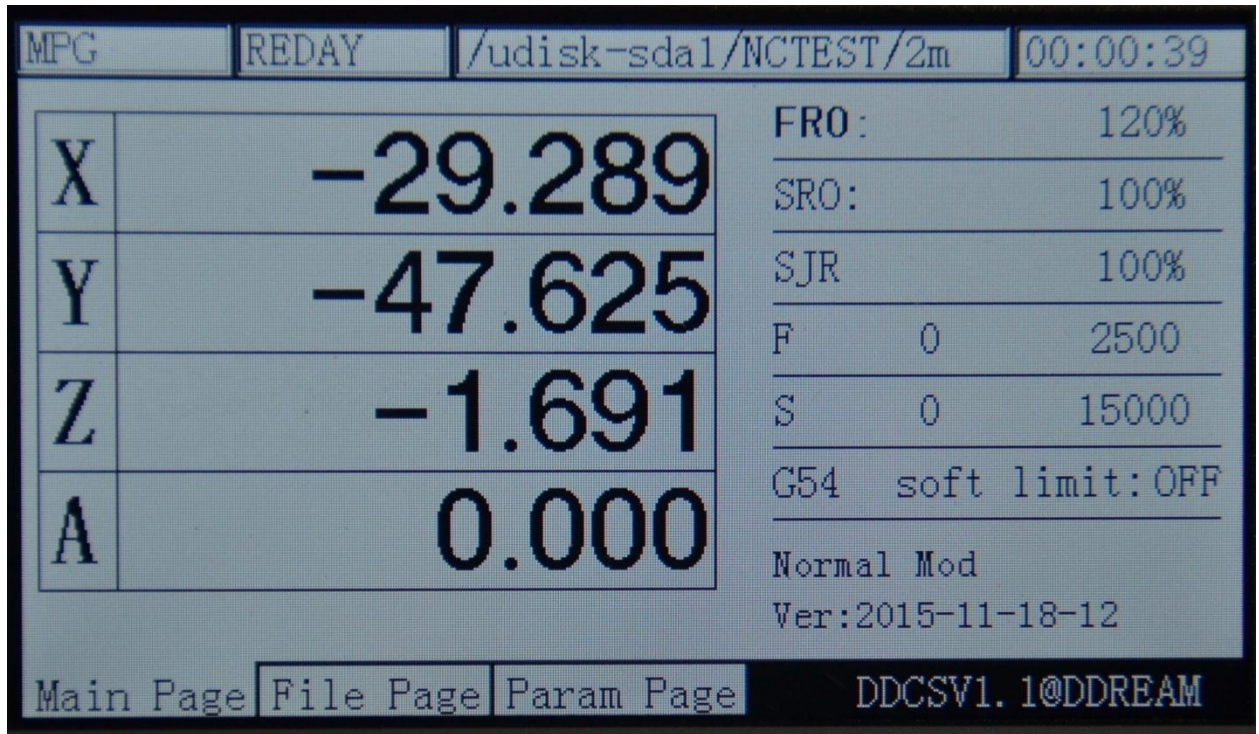 MPG REDAY /udisk-sda1/NCTEST/2m 00:00:39
X -29.289
Y -47.625
Z -1.691
A 0.000
FRO: 120%
SRO: 100%
SJR 100%
F 0 2500
S 0 15000
G54 soft limit:OFF
Normal Mod
Ver:2015-11-18-12
Main Page File Page Param Page DDCSV1.1@DDREAM